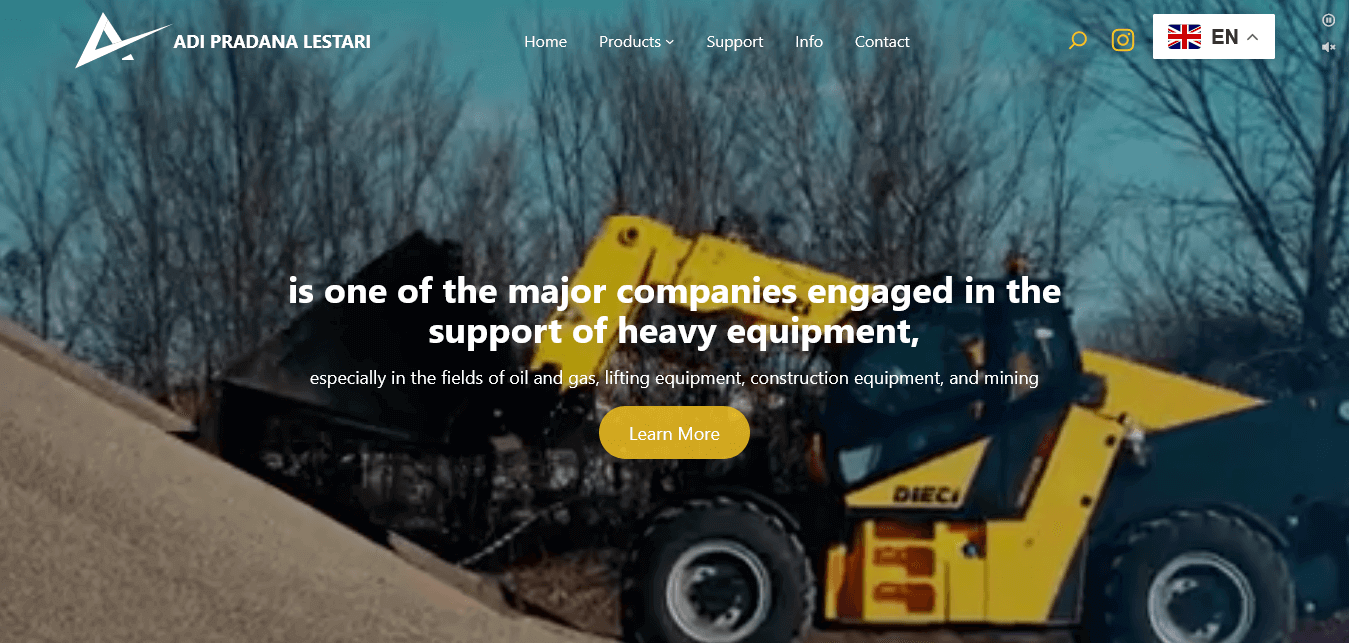 ADI PRADANA LESTARI
Home Products Support Info Contact
EN
is one of the major companies engaged in the
support of heavy equipment,
especially in the fields of oil and gas, lifting equipment, construction equipment, and mining
Learn More
DIECI